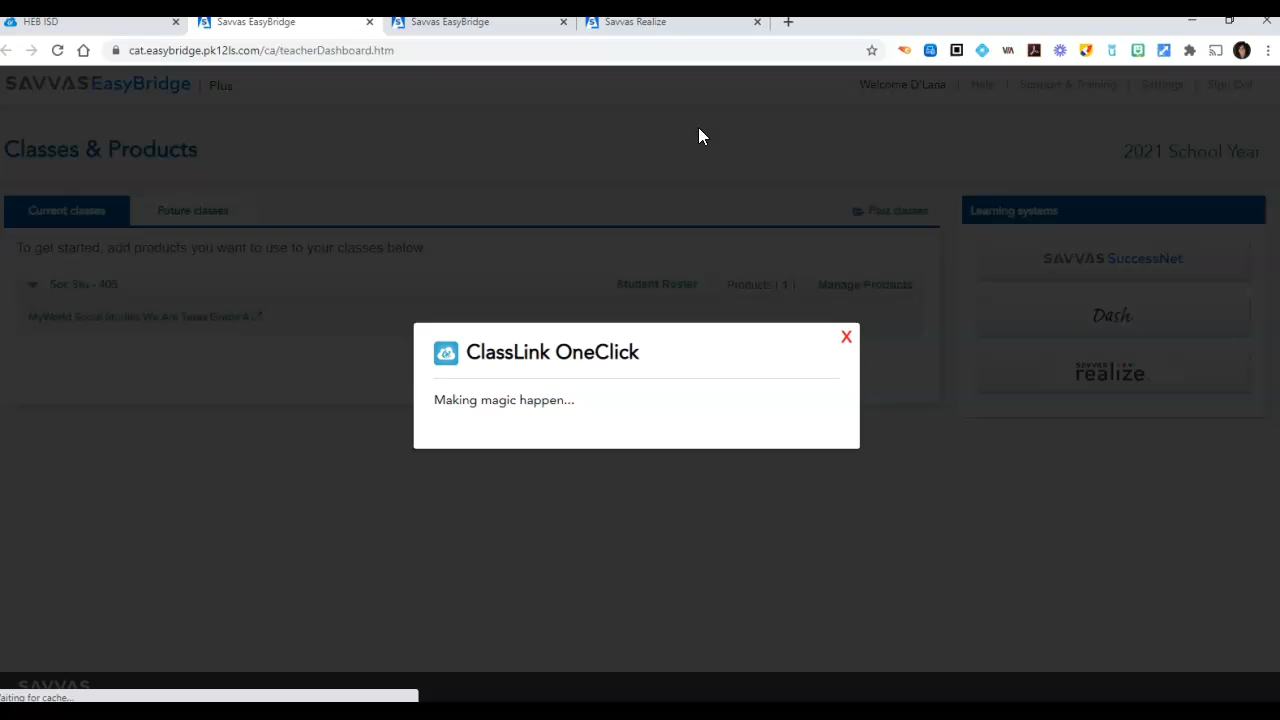 HEB ISD
Savvas EasyBridge
Savvas EasyBridge
Savvas Realize
cat.easybridge.pk12ls.com/ca/teacherDashboard.htm
VIA
SAVVAS EasyBridge | Plus
Welcome D'Lana | Help | Support & Training | Settings | Sign Out
Classes & Products
2021 School Year
Current classes
Future classes
Past classes
Learning systems
To get started, add products you want to use to your classes below.
Soc Stu - 405
Student Roster
Products ( 1 )
Manage Products
MyWorld Social Studies We Are Texas Grade 4
SAVVAS SuccessNet
Dash
SAVVAS
realize
ClassLink OneClick
X
Making magic happen...
SAVVAS
aiting for cache...